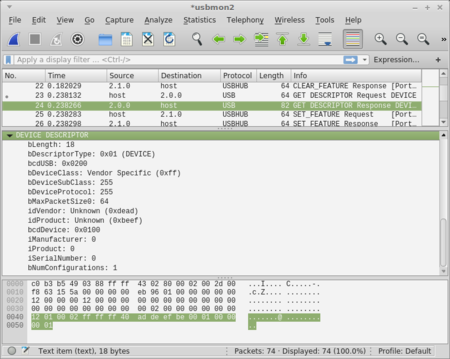 *usbmon2
File Edit View Go Capture Analyze Statistics Telephony Wireless Tools Help
Apply a display filter ... <Ctrl-/> Expression... +
No. Time Source Destination Protocol Length Info
22 0.182029 2.1.0 host USBHUB 64 CLEAR_FEATURE Response [Port…
23 0.238132 host 2.0.0 USB 64 GET DESCRIPTOR Request DEVICE
24 0.238266 2.0.0 host USB 82 GET DESCRIPTOR Response DEVI…
25 0.238283 host 2.1.0 USBHUB 64 SET_FEATURE Request [Port…
26 0.238298 2.1.0 host USBHUB 64 SET_FEATURE Response [Port…
DEVICE DESCRIPTOR
bLength: 18
bDescriptorType: 0x01 (DEVICE)
bcdUSB: 0x0200
bDeviceClass: Vendor Specific (0xff)
bDeviceSubClass: 255
bDeviceProtocol: 255
bMaxPacketSize0: 64
idVendor: Unknown (0xdead)
idProduct: Unknown (0xbeef)
bcdDevice: 0x0100
iManufacturer: 0
iProduct: 0
iSerialNumber: 0
bNumConfigurations: 1
0000 c0 b3 b5 49 03 88 ff ff 43 02 80 00 02 00 2d 00 ...I.... C.....-.
0010 f8 63 15 5a 00 00 00 00 eb 96 01 00 00 00 00 00 .c.Z.... ........
0020 12 00 00 00 12 00 00 00 00 00 00 00 00 00 00 00 ........ ........
0030 00 00 00 00 00 00 00 00 00 02 00 00 00 00 00 00 ........ ........
0040 12 01 00 02 ff ff ff 40 ad de ef be 00 01 00 00 .......@ ........
0050 00 01 ..
Text item (text), 18 bytes Packets: 74 · Displayed: 74 (100.0%) Profile: Default